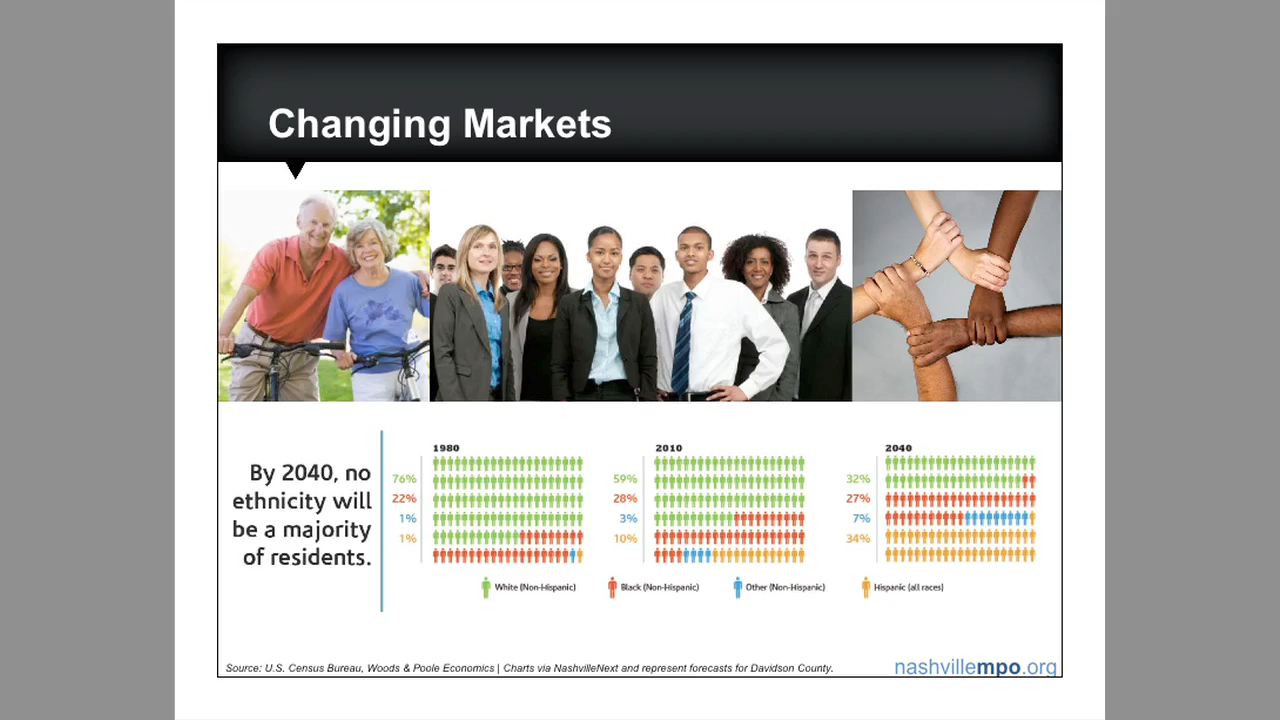 Changing Markets
By 2040, no
ethnicity will
be a majority
of residents.
1980
76%
22%
1%
1%
2010
59%
28%
3%
10%
2040
32%
27%
7%
34%
White (Non-Hispanic)
Black (Non-Hispanic)
Other (Non-Hispanic)
Hispanic (all races)
Source: U.S. Census Bureau, Woods & Poole Economics | Charts via NashvilleNext and represent forecasts for Davidson County.
nashvillempo.org